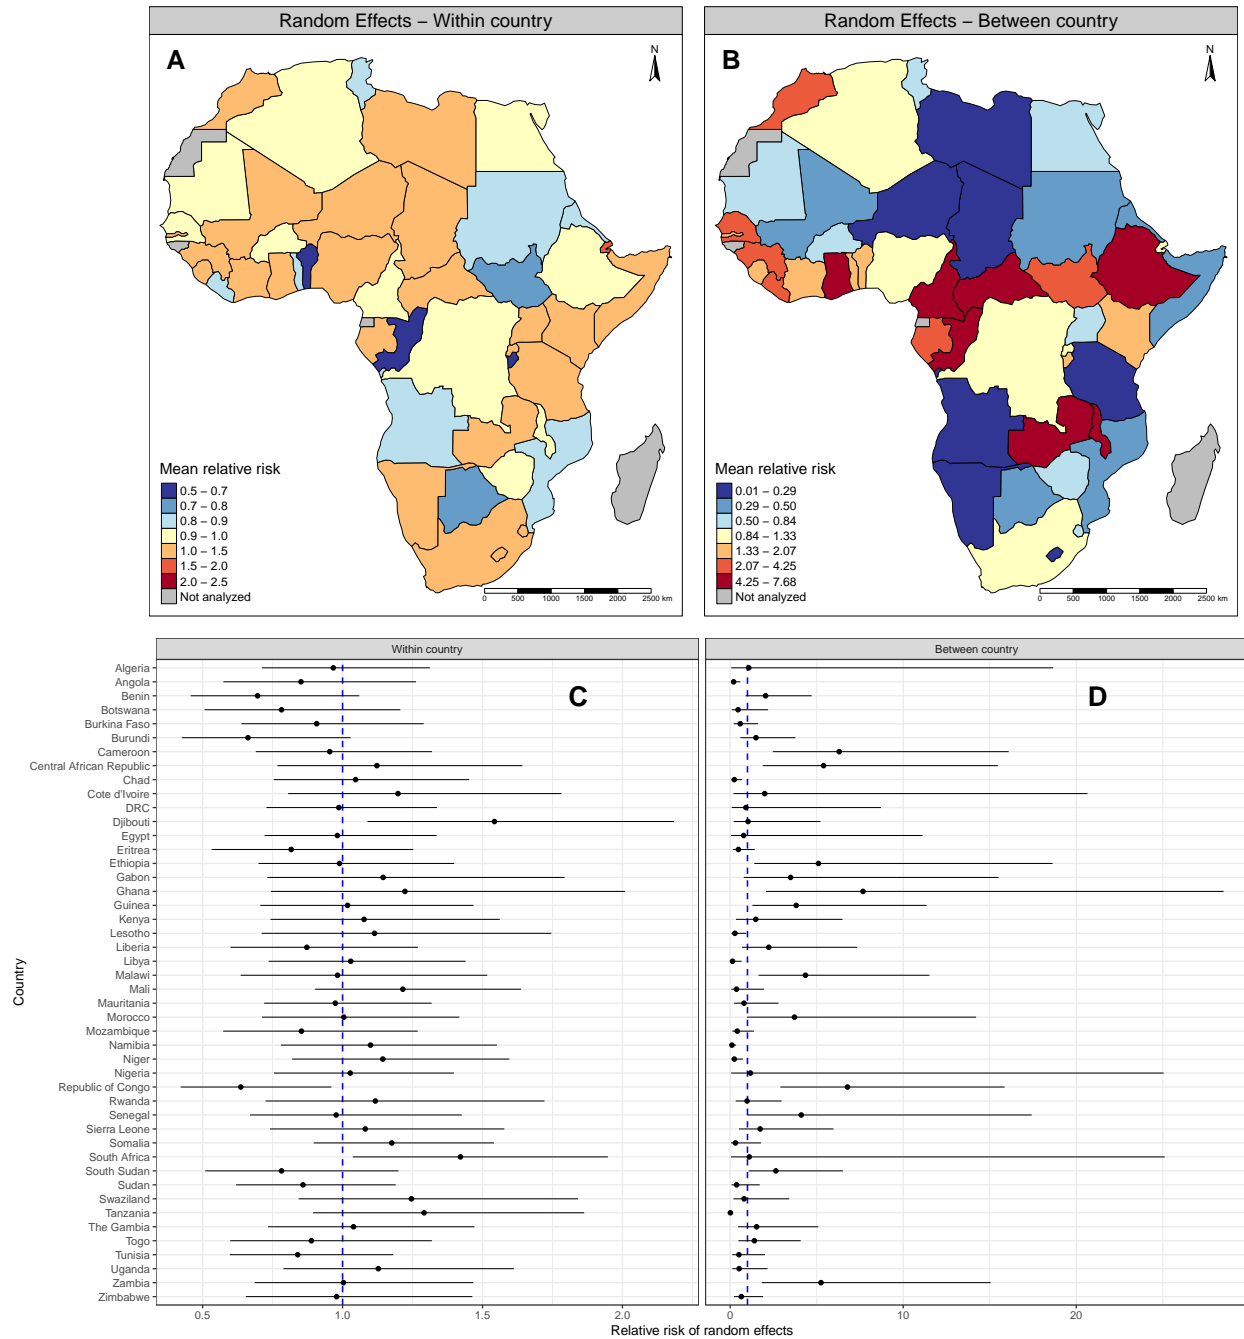 Random Effects – Within country
Random Effects – Between country
A
N
B
N
Mean relative risk
0.5 – 0.7
0.7 – 0.8
0.8 – 0.9
0.9 – 1.0
1.0 – 1.5
1.5 – 2.0
2.0 – 2.5
Not analyzed
0 500 1000 1500 2000 2500 km
Mean relative risk
0.01 – 0.29
0.29 – 0.50
0.50 – 0.84
0.84 – 1.33
1.33 – 2.07
2.07 – 4.25
4.25 – 7.68
Not analyzed
0 500 1000 1500 2000 2500 km
Within country
Between country
C
D
Country
Algeria
Angola
Benin
Botswana
Burkina Faso
Burundi
Cameroon
Central African Republic
Chad
Cote d'Ivoire
DRC
Djibouti
Egypt
Eritrea
Ethiopia
Gabon
Ghana
Guinea
Kenya
Lesotho
Liberia
Libya
Malawi
Mali
Mauritania
Morocco
Mozambique
Namibia
Niger
Nigeria
Republic of Congo
Rwanda
Senegal
Sierra Leone
Somalia
South Africa
South Sudan
Sudan
Swaziland
Tanzania
The Gambia
Togo
Tunisia
Uganda
Zambia
Zimbabwe
0.5 1.0 1.5 2.0
0 10 20
Relative risk of random effects